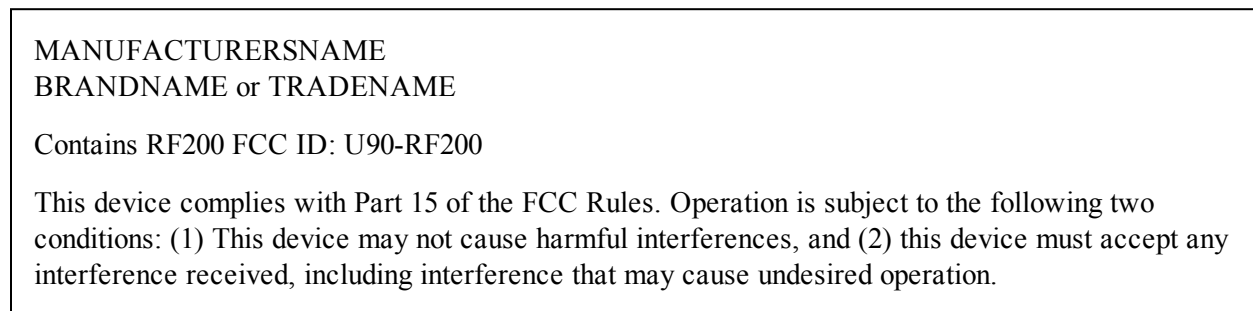 MANUFACTURERSNAME
BRANDNAME or TRADENAME
Contains RF200 FCC ID: U90-RF200
This device complies with Part 15 of the FCC Rules. Operation is subject to the following two
conditions: (1) This device may not cause harmful interferences, and (2) this device must accept any
interference received, including interference that may cause undesired operation.